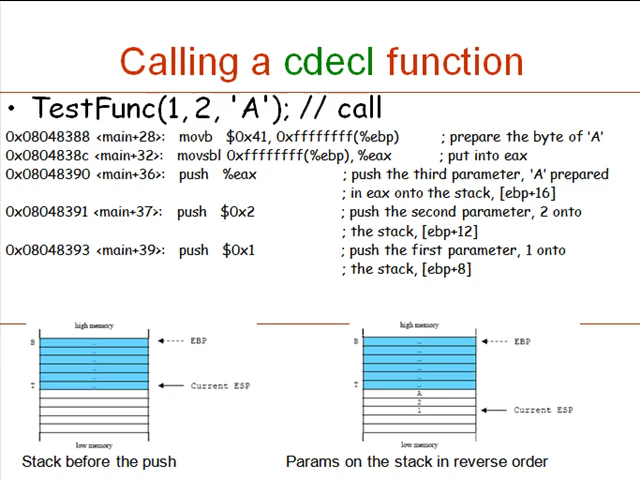 Calling a cdecl function
• TestFunc(1, 2, 'A'); // call
0x08048388 <main+28>: movb $0x41, 0xffffffff(%ebp) ; prepare the byte of 'A'
0x0804838c <main+32>: movsbl 0xffffffff(%ebp), %eax ; put into eax
0x08048390 <main+36>: push %eax ; push the third parameter, 'A' prepared
; in eax onto the stack, [ebp+16]
0x08048391 <main+37>: push $0x2 ; push the second parameter, 2 onto
; the stack, [ebp+12]
0x08048393 <main+39>: push $0x1 ; push the first parameter, 1 onto
; the stack, [ebp+8]
high memory
EBP
Current ESP
low memory
high memory
EBP
A
2
1
Current ESP
low memory
Stack before the push
Params on the stack in reverse order